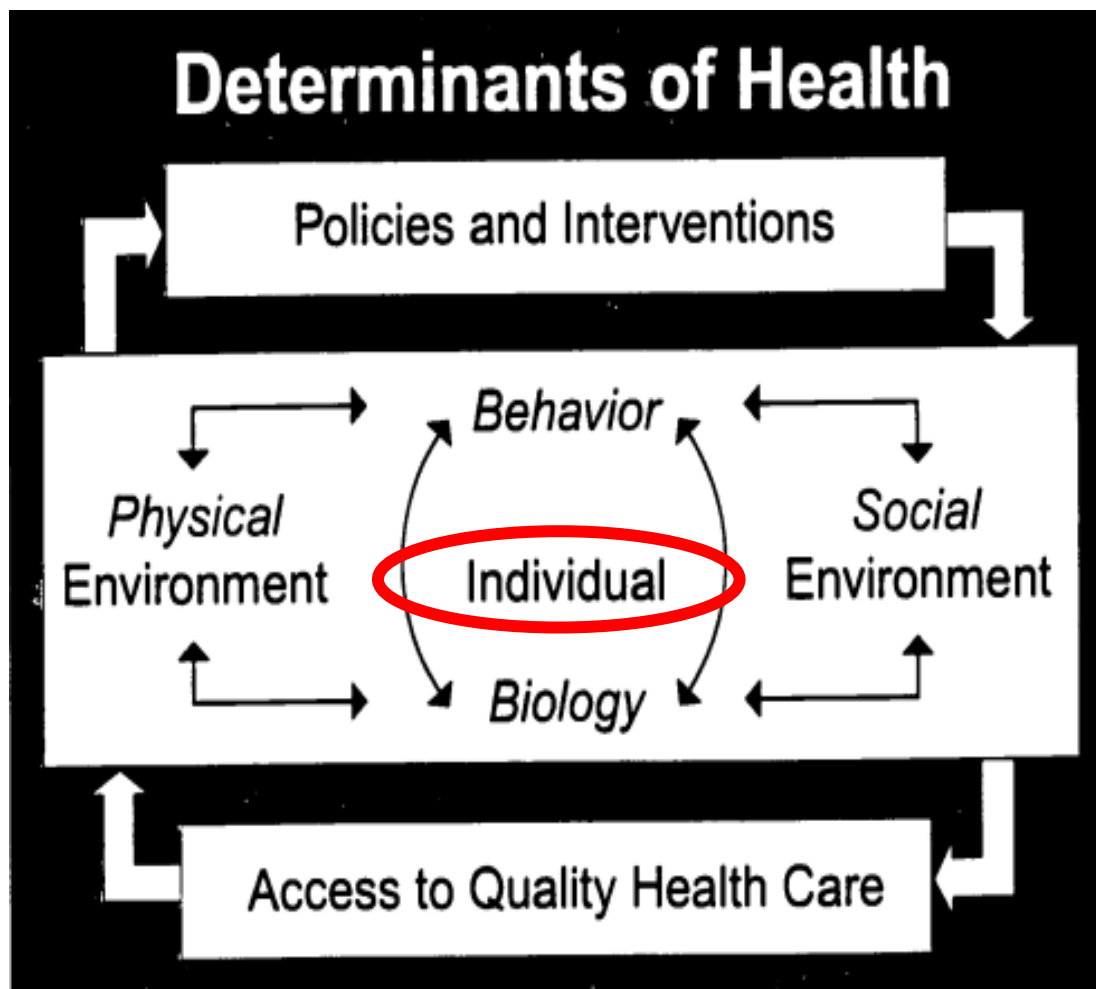 Determinants of Health
Policies and Interventions
Behavior
Physical
Environment
Individual
Social
Environment
Biology
Access to Quality Health Care